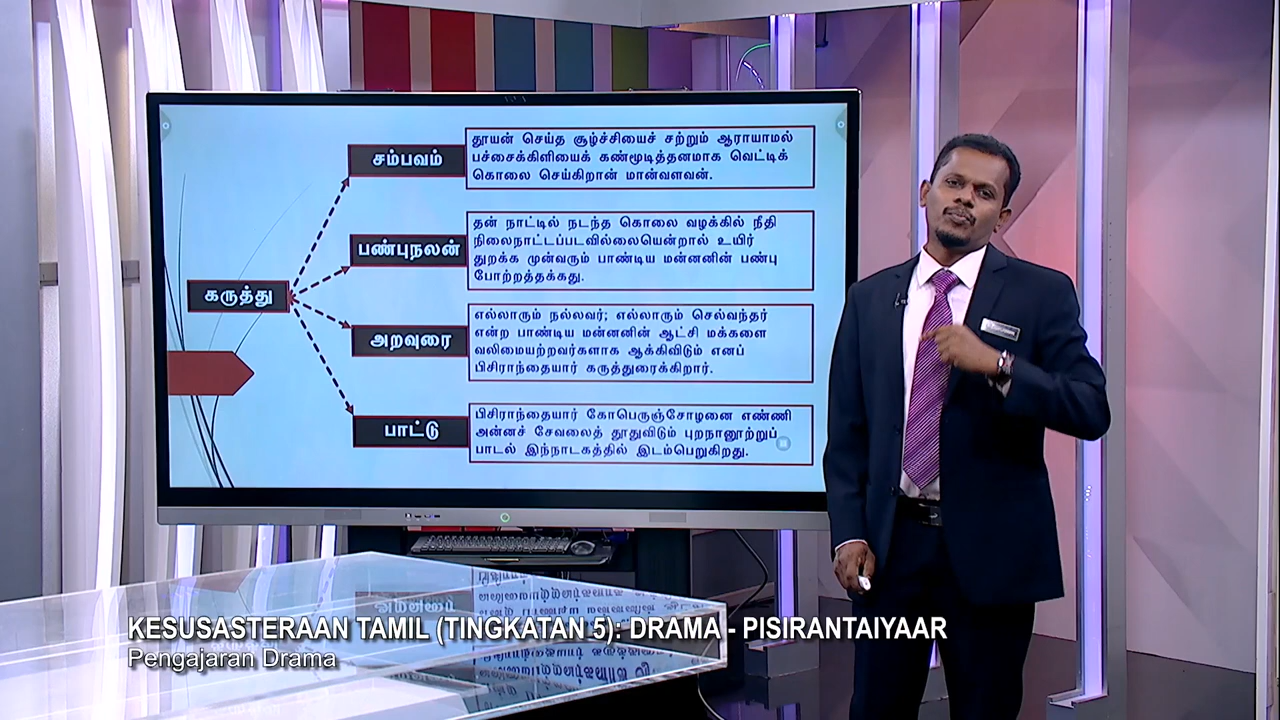 கருத்து
சம்பவம்
தூயன் செய்த சூழ்ச்சியைச் சற்றும் ஆராயாமல்
பச்சைக்கிளியைக் கண்மூடித்தனமாக வெட்டிக்
கொலை செய்கிறான் மான்வளவன்.
பண்புநலன்
தன் நாட்டில் நடந்த கொலை வழக்கில் நீதி
நிலைநாட்டப்படவில்லையென்றால் உயிர்
துறக்க முன்வரும் பாண்டிய மன்னனின் பண்பு
போற்றத்தக்கது.
அறவுரை
எல்லாரும் நல்லவர்; எல்லாரும் செல்வந்தர்
என்ற பாண்டிய மன்னனின் ஆட்சி மக்களை
வலிமையற்றவர்களாக ஆக்கிவிடும் எனப்
பிசிராந்தையார் கருத்துரைக்கிறார்.
பாட்டு
பிசிராந்தையார் கோபெருஞ்சோழனை எண்ணி
அன்னச் சேவலைத் தூதுவிடும் புறநானூற்றுப்
பாடல் இந்நாடகத்தில் இடம்பெறுகிறது.
KESUSASTERAAN TAMIL (TINGKATAN 5): DRAMA - PISIRANTAIYAAR
Pengajaran Drama